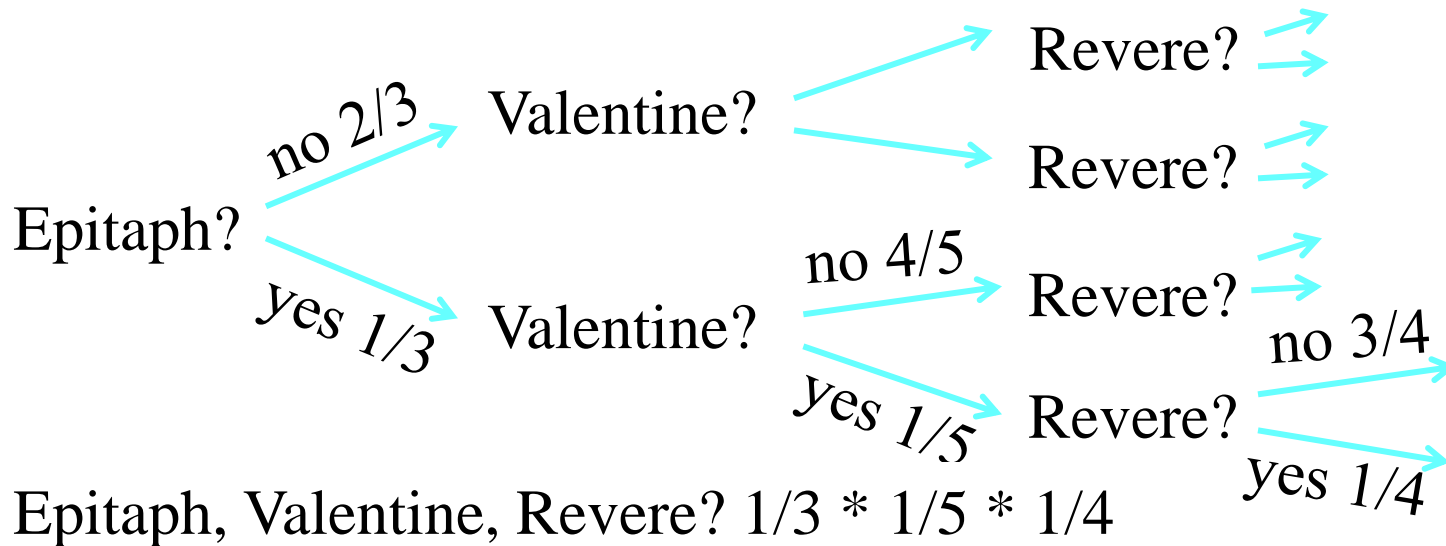 Revere?
no 2/3
Valentine?
Revere?
Epitaph?
yes 1/3
Valentine?
no 4/5
Revere?
no 3/4
yes 1/5
Revere?
yes 1/4
Epitaph, Valentine, Revere? 1/3 * 1/5 * 1/4